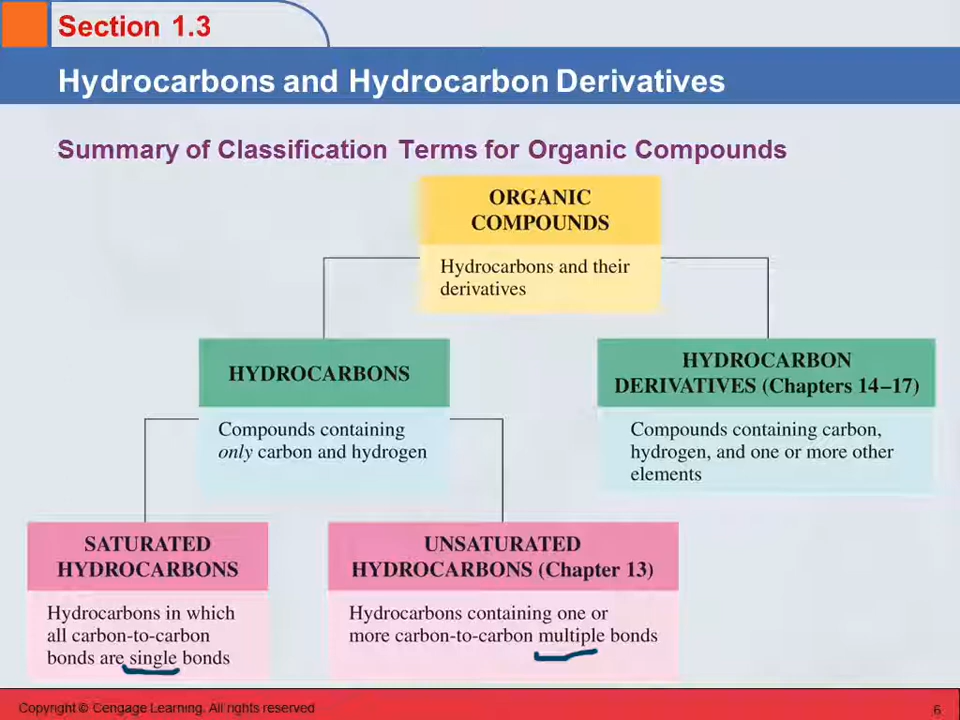 Section 1.3
Hydrocarbons and Hydrocarbon Derivatives
Summary of Classification Terms for Organic Compounds
ORGANIC
COMPOUNDS
Hydrocarbons and their
derivatives
HYDROCARBONS
Compounds containing
only carbon and hydrogen
HYDROCARBON
DERIVATIVES (Chapters 14–17)
Compounds containing carbon,
hydrogen, and one or more other
elements
SATURATED
HYDROCARBONS
Hydrocarbons in which
all carbon-to-carbon
bonds are single bonds
UNSATURATED
HYDROCARBONS (Chapter 13)
Hydrocarbons containing one or
more carbon-to-carbon multiple bonds
Copyright © Cengage Learning. All rights reserved
6